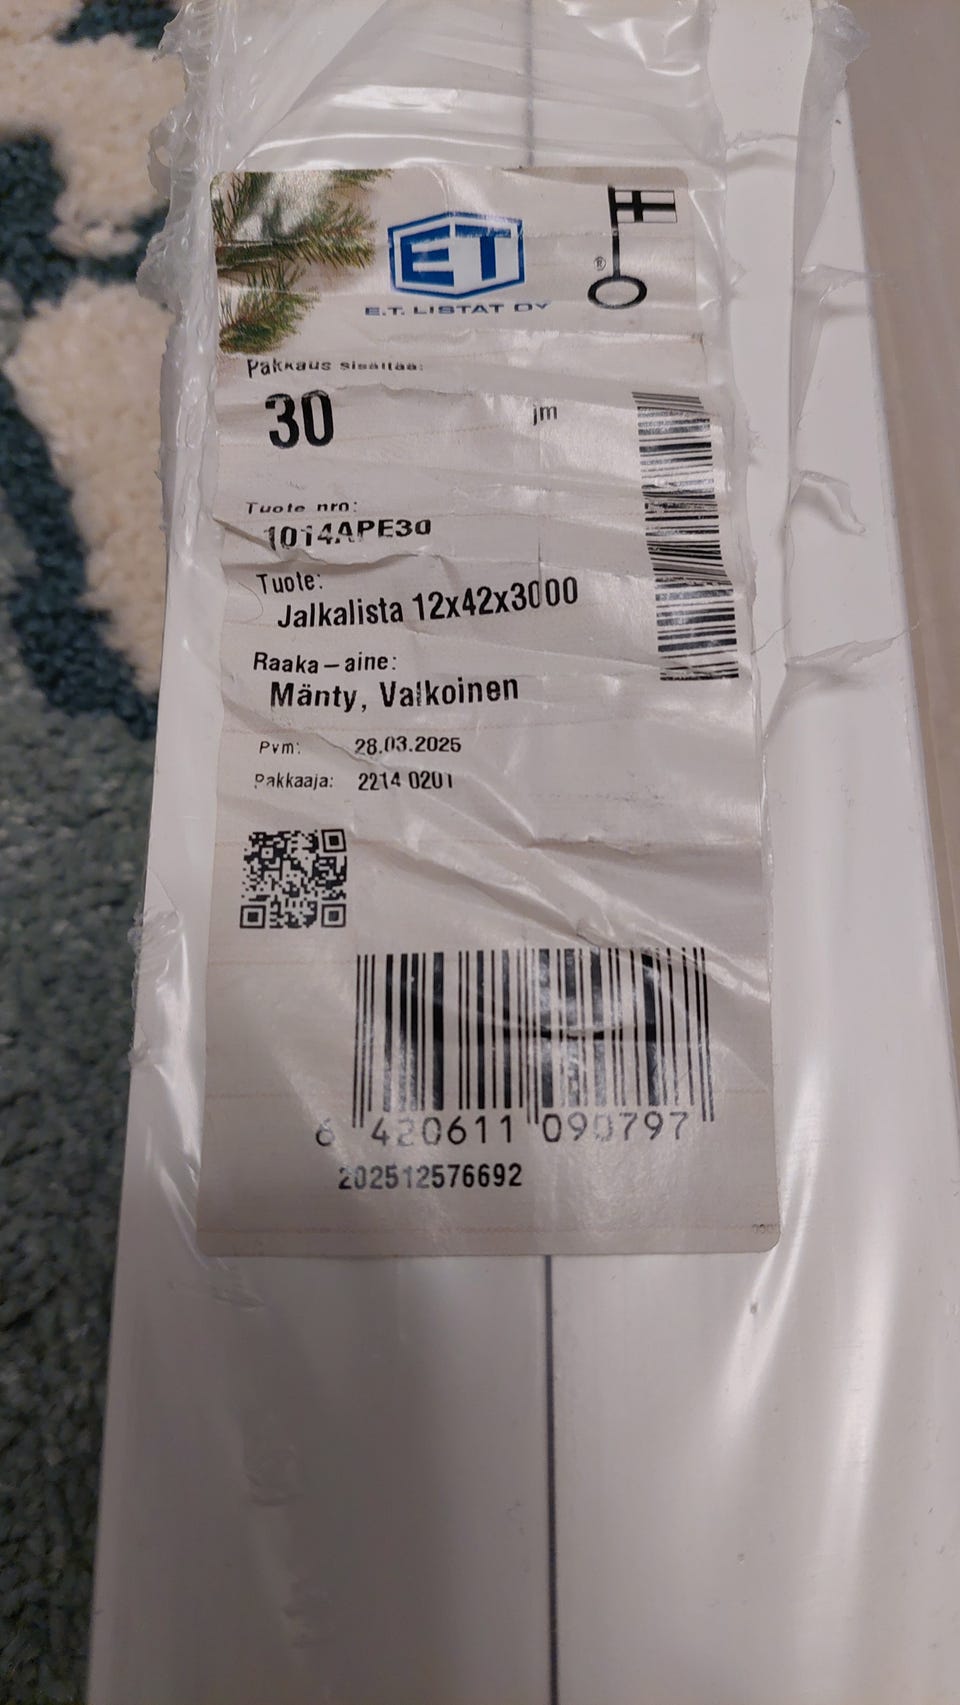 ET
E.T. LISTAT OY
®
Pakkaus sisältää:
30 jm
Tuote nro:
1014APE30
Tuote:
Jalkalista 12x42x3000
Raaka-aine:
Mänty, Valkoinen
Pvm: 28.03.2025
Pakkaaja: 2214 0201
6 420611 090797
202512576692